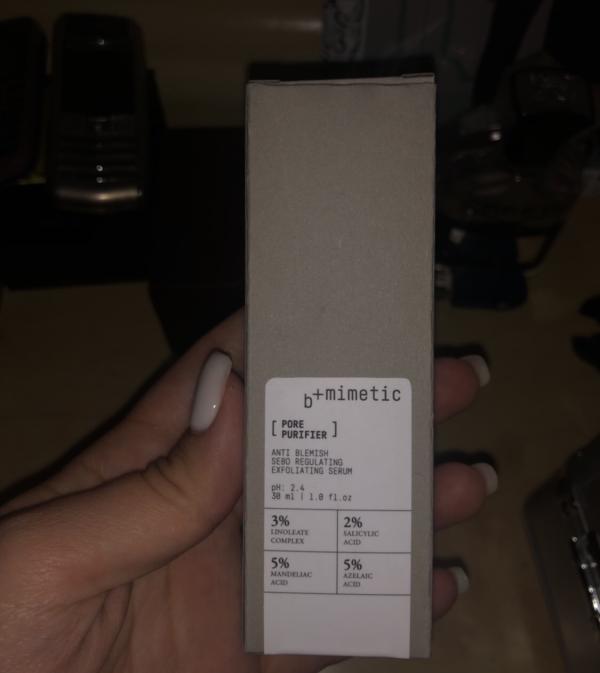 b+mimetic
[ PORE
PURIFIER ]
ANTI BLEMISH
SEBO REGULATING
EXFOLIATING SERUM
pH: 2.4
30 ml | 1.0 fl.oz
3%
LINOLEATE
COMPLEX
2%
SALICYLIC
ACID
5%
MANDELIAC
ACID
5%
AZELAIC
ACID